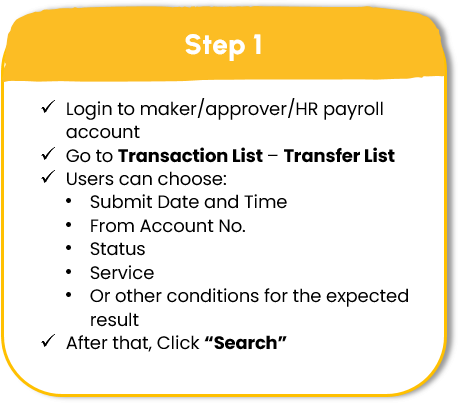 Step 1
✓ Login to maker/approver/HR payroll
account
✓ Go to Transaction List – Transfer List
✓ Users can choose:
• Submit Date and Time
• From Account No.
• Status
• Service
• Or other conditions for the expected
result
✓ After that, Click “Search”